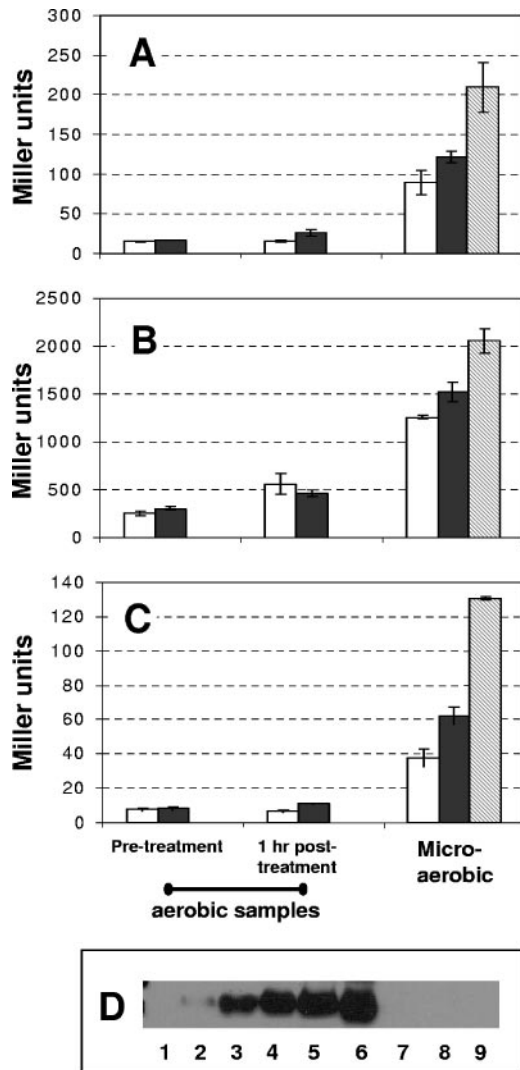 300
250
200
150
100
50
0
Miller units
A
2500
2000
1500
1000
500
0
Miller units
B
140
120
100
80
60
40
20
0
Miller units
C
Pre-treatment
1 hr post-
treatment
Micro-
aerobic
aerobic samples
D
1 2 3 4 5 6 7 8 9